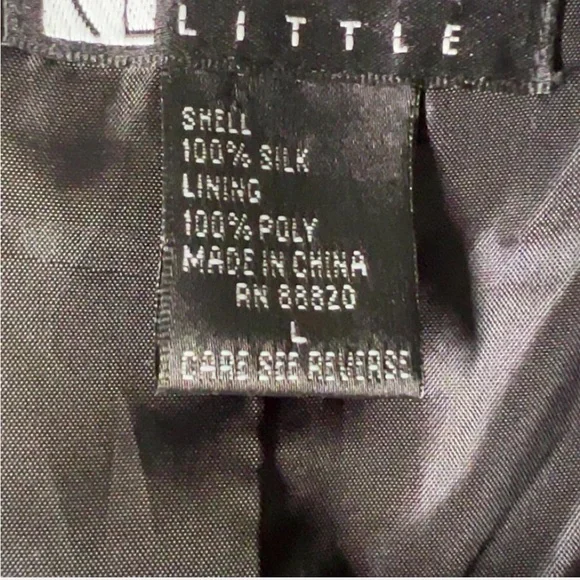 LITTLE
SHELL
100% SILK
LINING
100% POLY
MADE IN CHINA
RN 88820
L
CARE SEE REVERSE